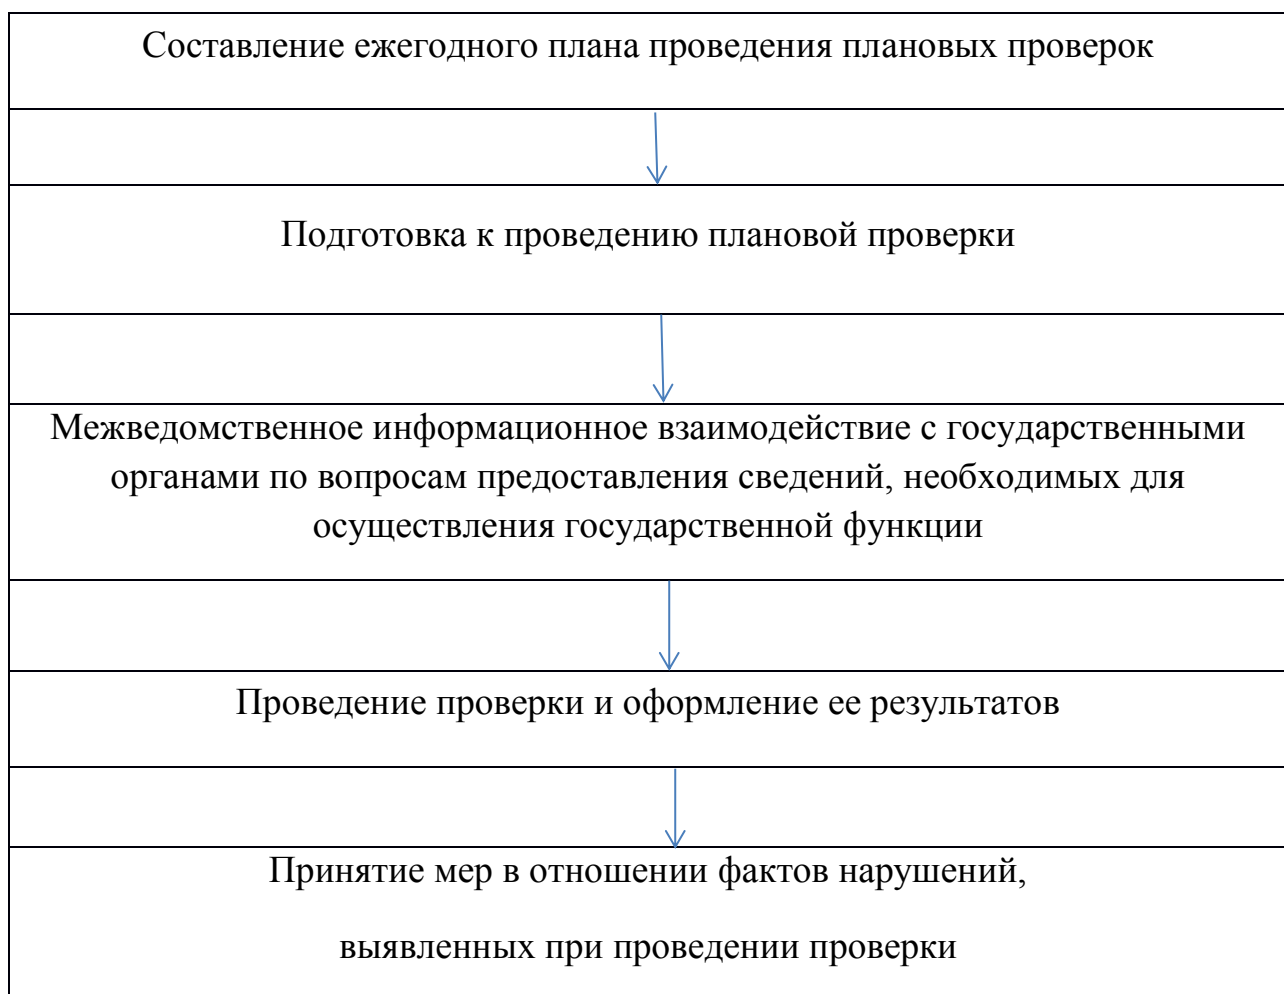 Составление ежегодного плана проведения плановых проверок
Подготовка к проведению плановой проверки
Межведомственное информационное взаимодействие с государственными
органами по вопросам предоставления сведений, необходимых для
осуществления государственной функции
Проведение проверки и оформление ее результатов
Принятие мер в отношении фактов нарушений,
выявленных при проведении проверки